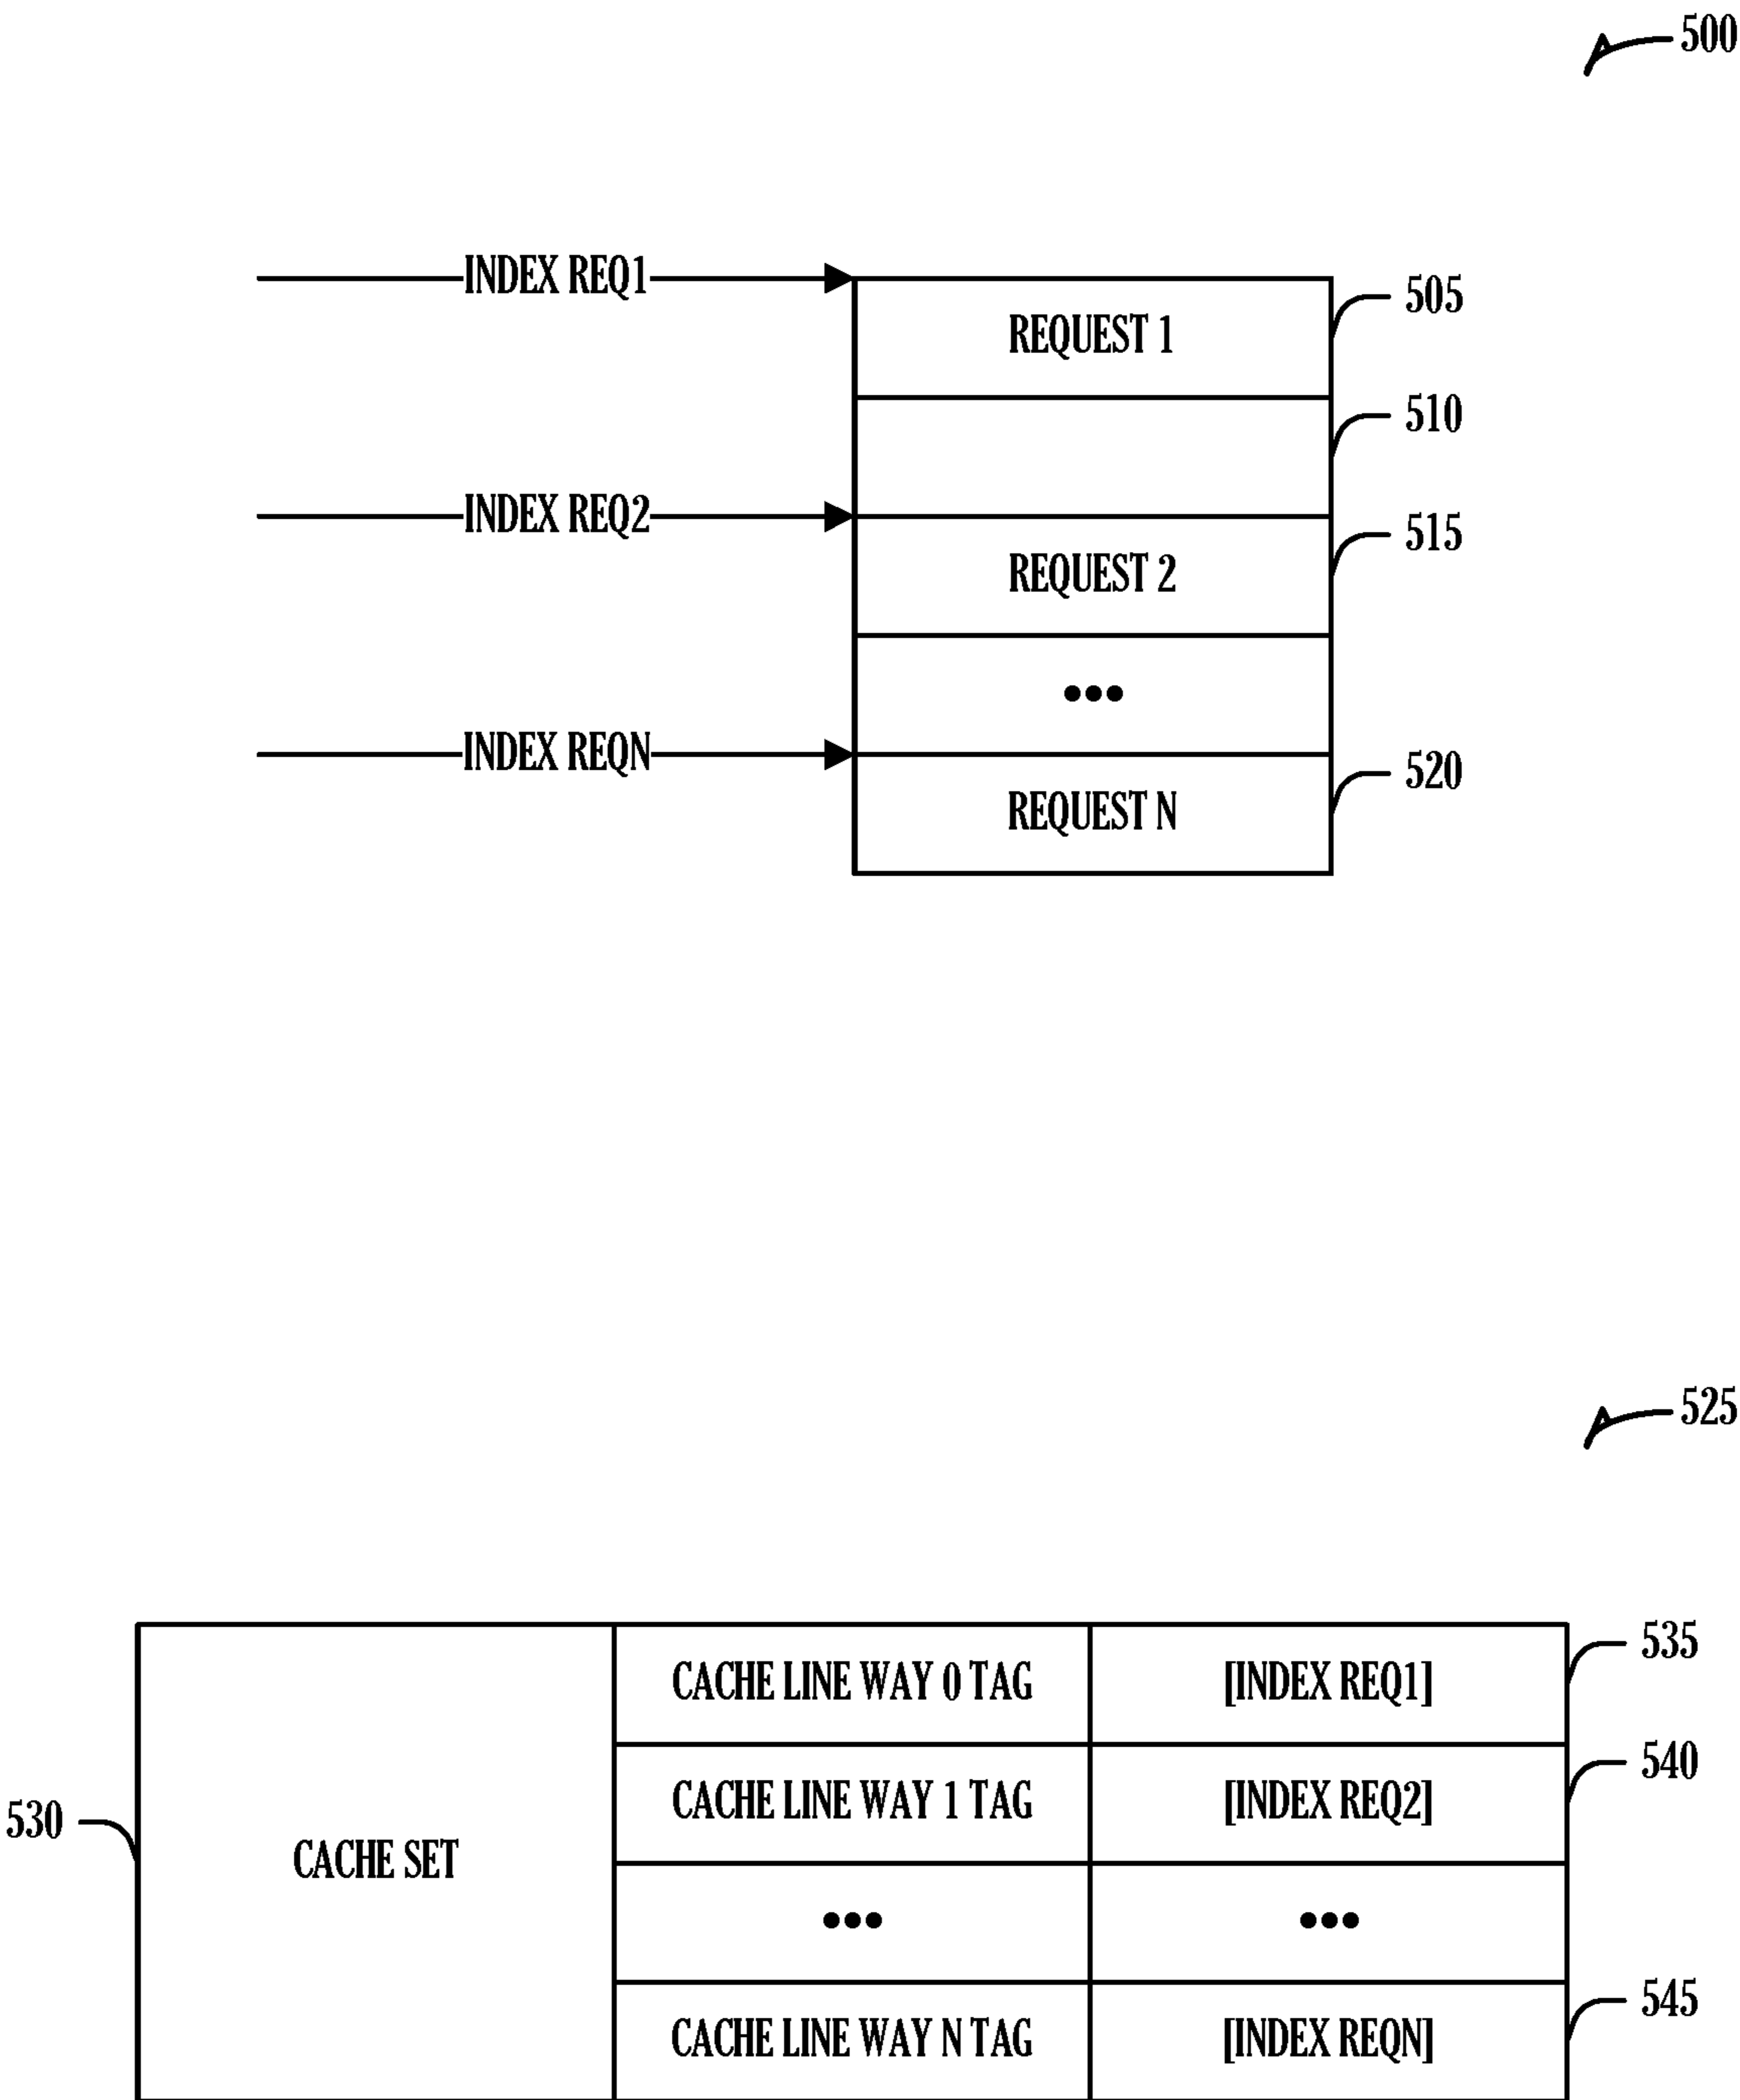 500
INDEX REQ1
505
REQUEST 1
510
INDEX REQ2
515
REQUEST 2
•••
INDEX REQN
520
REQUEST N
525
535
CACHE LINE WAY 0 TAG [INDEX REQ1]
540
CACHE LINE WAY 1 TAG [INDEX REQ2]
530
CACHE SET
••• •••
545
CACHE LINE WAY N TAG [INDEX REQN]